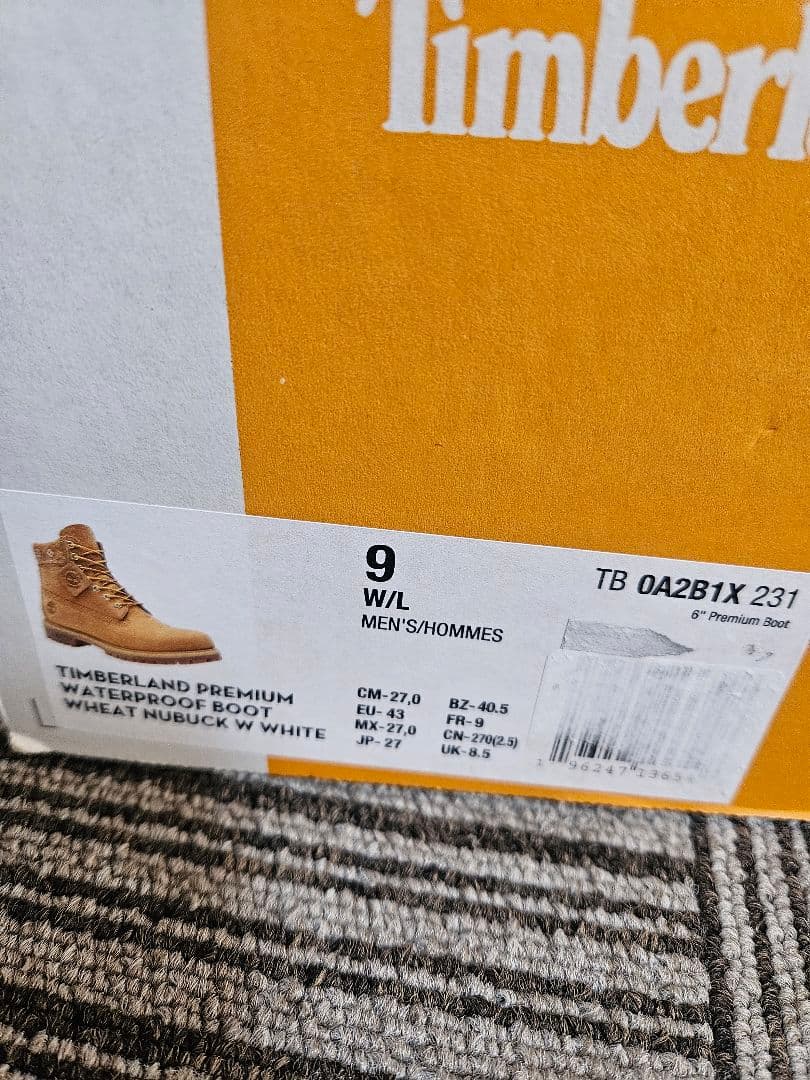 Timberl
9
W/L
MEN'S/HOMMES
TB 0A2B1X 231
6" Premium Boot
TIMBERLAND PREMIUM
WATERPROOF BOOT
WHEAT NUBUCK W WHITE
CM-27,0 BZ-40.5
EU-43 FR-9
MX-27,0 CN-270(2.5)
JP-27 UK-8.5